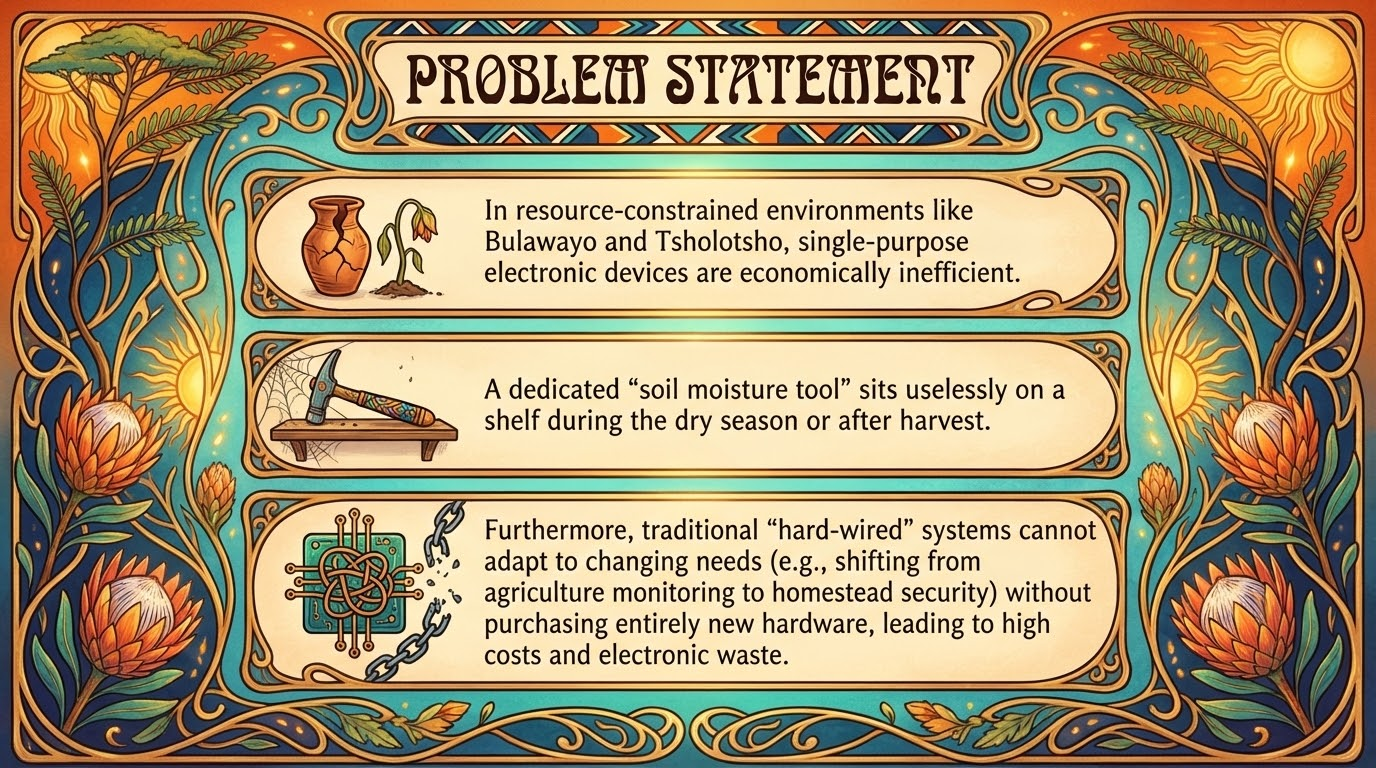 PROBLEM STATEMENT
In resource-constrained environments like
Bulawayo and Tsholotsho, single-purpose
electronic devices are economically inefficient.
A dedicated “soil moisture tool” sits uselessly on a
shelf during the dry season or after harvest.
Furthermore, traditional “hard-wired” systems cannot
adapt to changing needs (e.g., shifting from
agriculture monitoring to homestead security) without
purchasing entirely new hardware, leading to high
costs and electronic waste.